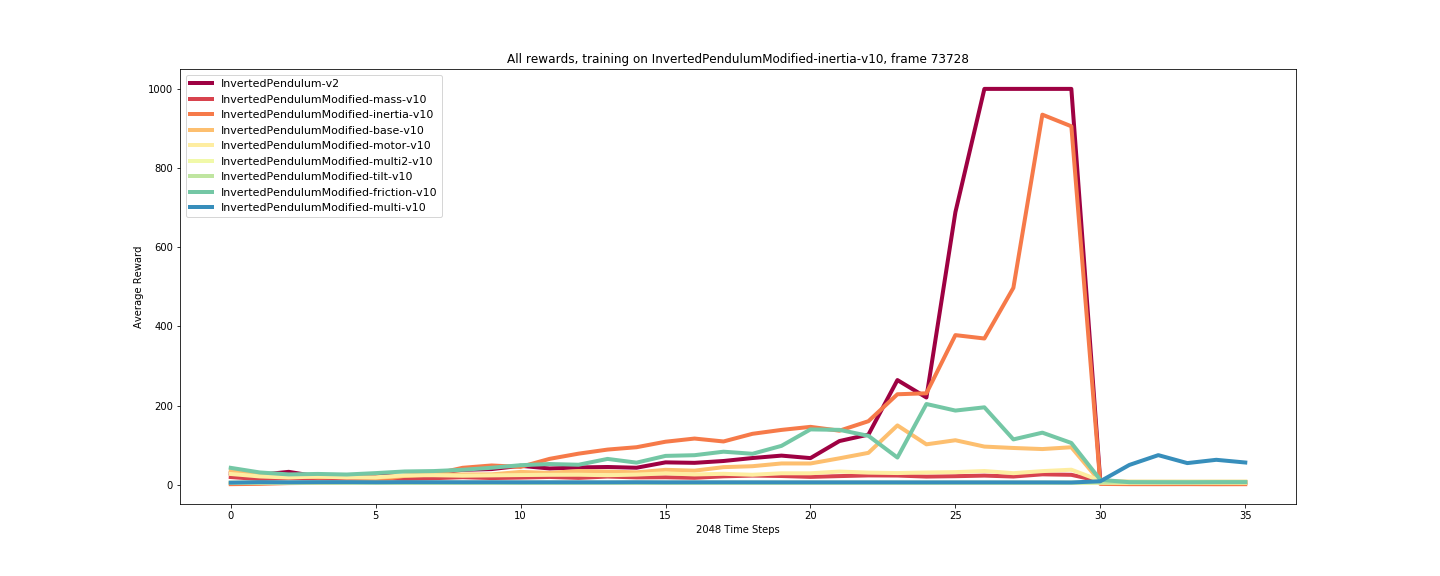 All rewards, training on InvertedPendulumModified-inertia-v10, frame 73728
InvertedPendulum-v2
InvertedPendulumModified-mass-v10
InvertedPendulumModified-inertia-v10
InvertedPendulumModified-base-v10
InvertedPendulumModified-motor-v10
InvertedPendulumModified-multi2-v10
InvertedPendulumModified-tilt-v10
InvertedPendulumModified-friction-v10
InvertedPendulumModified-multi-v10
1000
800
600
400
200
0
Average Reward
0 5 10 15 20 25 30 35
2048 Time Steps